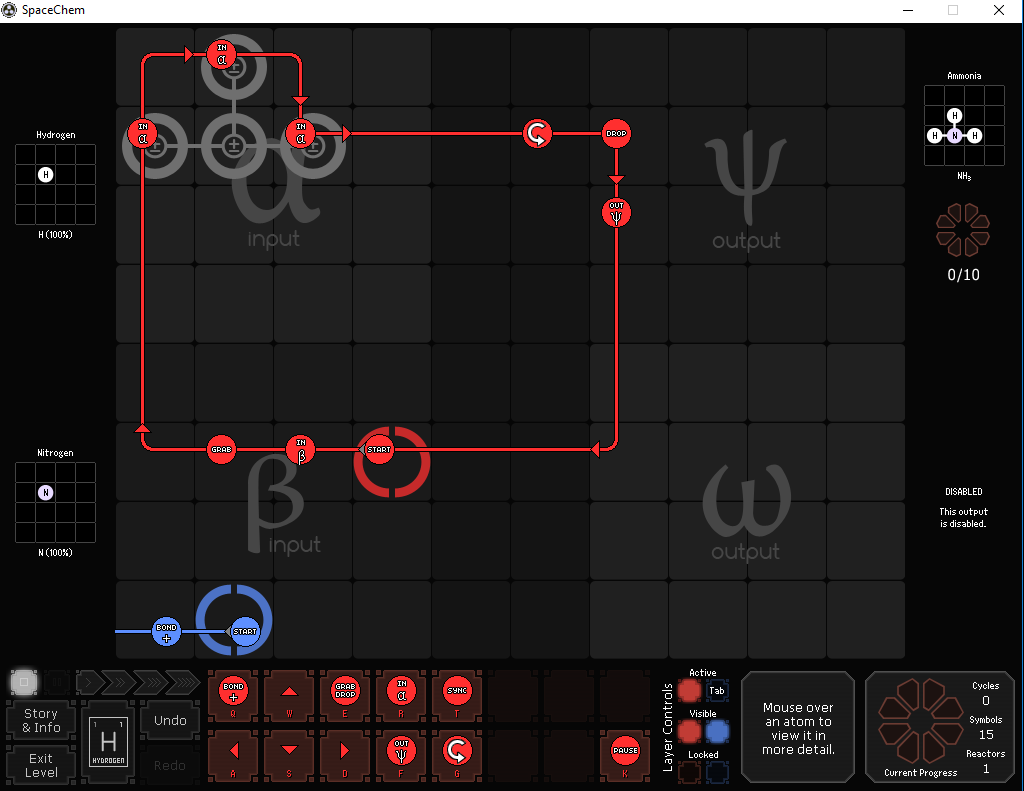 SpaceChem
Hydrogen
H
H (100%)
Nitrogen
N
N (100%)
IN
α
IN
α
IN
α
α
input
DROP
OUT
ψ
ψ
output
GRAB
IN
β
START
β
input
ω
output
BOND
+
START
Ammonia
H
H N H
NH₃
0/10
DISABLED
This output
is disabled.
Story
& Info
Exit
Level
1 1
H
HYDROGEN
Undo
Redo
BOND
+
Q
W
GRAB
DROP
E
IN
α
R
SYNC
T
A
S
D
OUT
ψ
F
G
PAUSE
K
Layer Controls
Active
Tab
Visible
Locked
Mouse over
an atom to
view it in
more detail.
Current Progress
Cycles
0
Symbols
15
Reactors
1